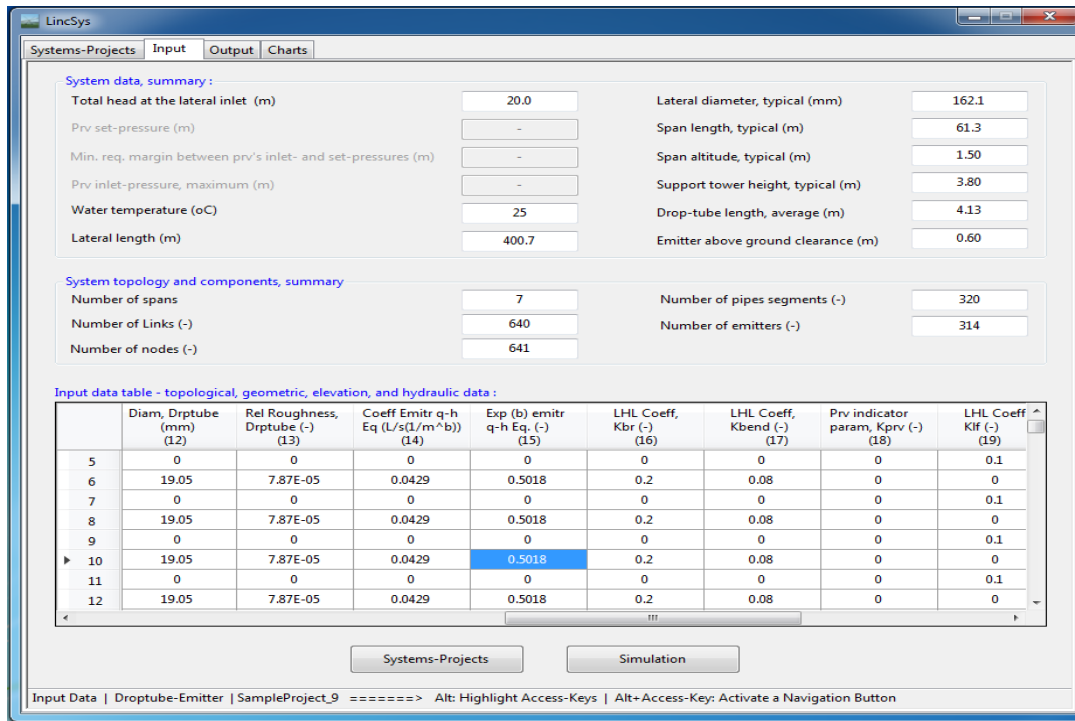 LincSys
Systems-Projects Input Output Charts
System data, summary :
Total head at the lateral inlet (m) 20.0 Lateral diameter, typical (mm) 162.1
Prv set-pressure (m) - Span length, typical (m) 61.3
Min. req. margin between prv's inlet- and set-pressures (m) - Span altitude, typical (m) 1.50
Prv inlet-pressure, maximum (m) - Support tower height, typical (m) 3.80
Water temperature (oC) 25 Drop-tube length, average (m) 4.13
Lateral length (m) 400.7 Emitter above ground clearance (m) 0.60
System topology and components, summary
Number of spans 7 Number of pipes segments (-) 320
Number of Links (-) 640 Number of emitters (-) 314
Number of nodes (-) 641
Input data table - topological, geometric, elevation, and hydraulic data :
Diam, Drptube Rel Roughness, Coeff Emitr q-h Exp (b) emitr LHL Coeff, LHL Coeff, Prv indicator LHL Coeff
(mm) Drptube (-) Eq (L/s(1/m^b)) q-h Eq. (-) Kbr (-) Kbend (-) param, Kprv (-) Klf (-)
(12) (13) (14) (15) (16) (17) (18) (19)
5 0 0 0 0 0 0 0 0.1
6 19.05 7.87E-05 0.0429 0.5018 0.2 0.08 0 0
7 0 0 0 0 0 0 0 0.1
8 19.05 7.87E-05 0.0429 0.5018 0.2 0.08 0 0
9 0 0 0 0 0 0 0 0.1
10 19.05 7.87E-05 0.0429 0.5018 0.2 0.08 0 0
11 0 0 0 0 0 0 0 0.1
12 19.05 7.87E-05 0.0429 0.5018 0.2 0.08 0 0
Systems-Projects Simulation
Input Data | Droptube-Emitter | SampleProject_9 =======> Alt: Highlight Access-Keys | Alt+Access-Key: Activate a Navigation Button